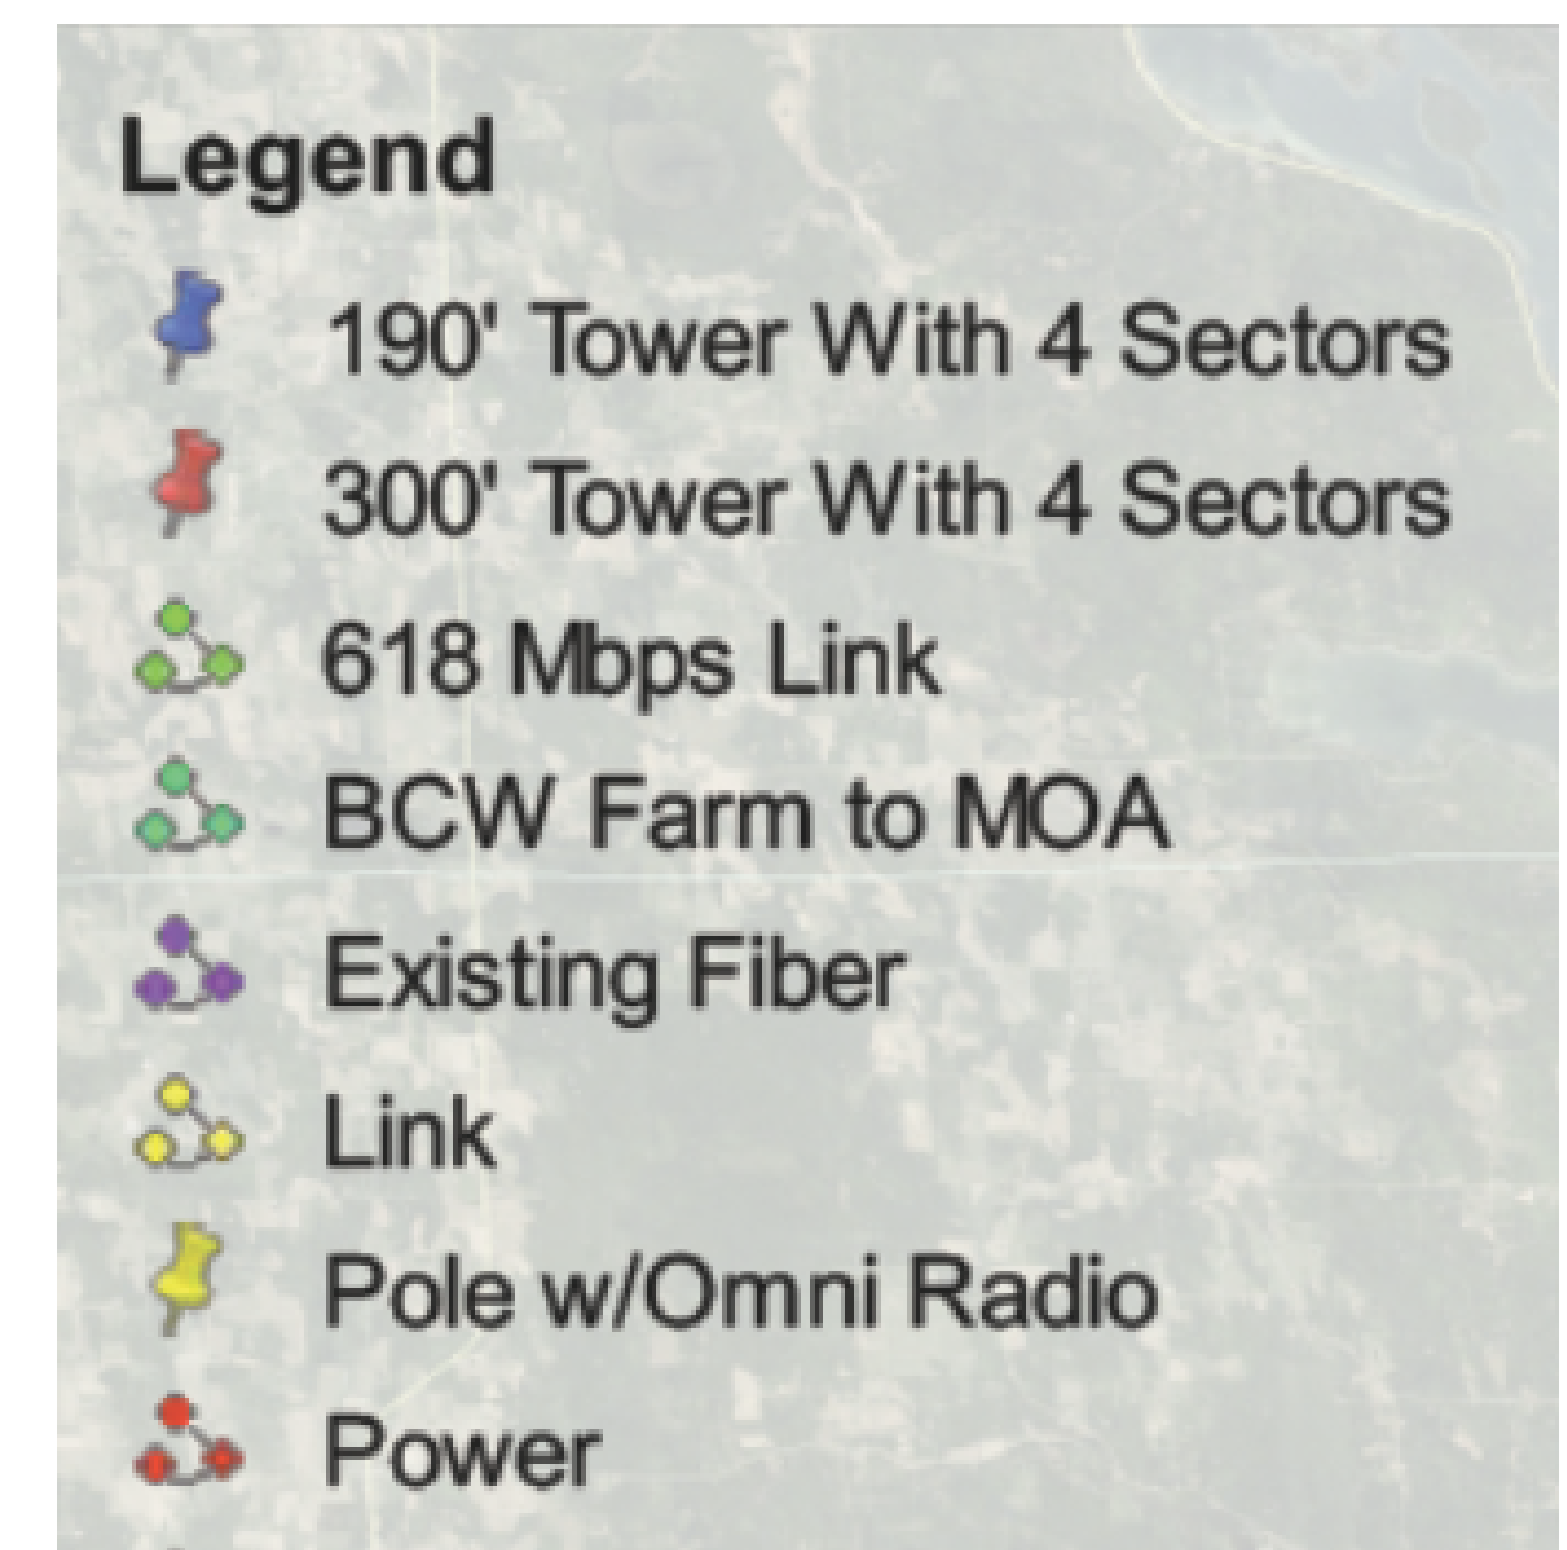 Legend
190' Tower With 4 Sectors
300' Tower With 4 Sectors
618 Mbps Link
BCW Farm to MOA
Existing Fiber
Link
Pole w/Omni Radio
Power